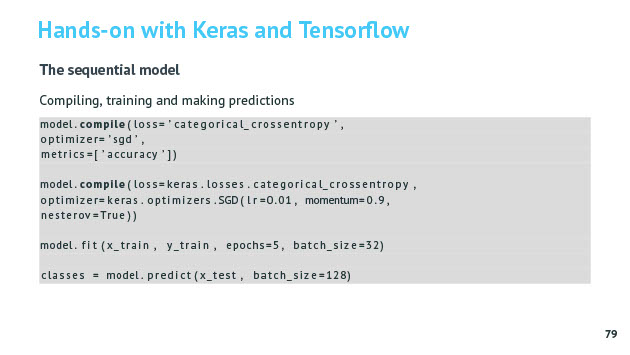 Hands-on with Keras and Tensorflow
The sequential model
Compiling, training and making predictions
model.compile(loss='categorical_crossentropy',
optimizer='sgd',
metrics=['accuracy'])
model.compile(loss=keras.losses.categorical_crossentropy,
optimizer=keras.optimizers.SGD(lr=0.01, momentum=0.9,
nesterov=True))
model.fit(x_train, y_train, epochs=5, batch_size=32)
classes = model.predict(x_test, batch_size=128)
79